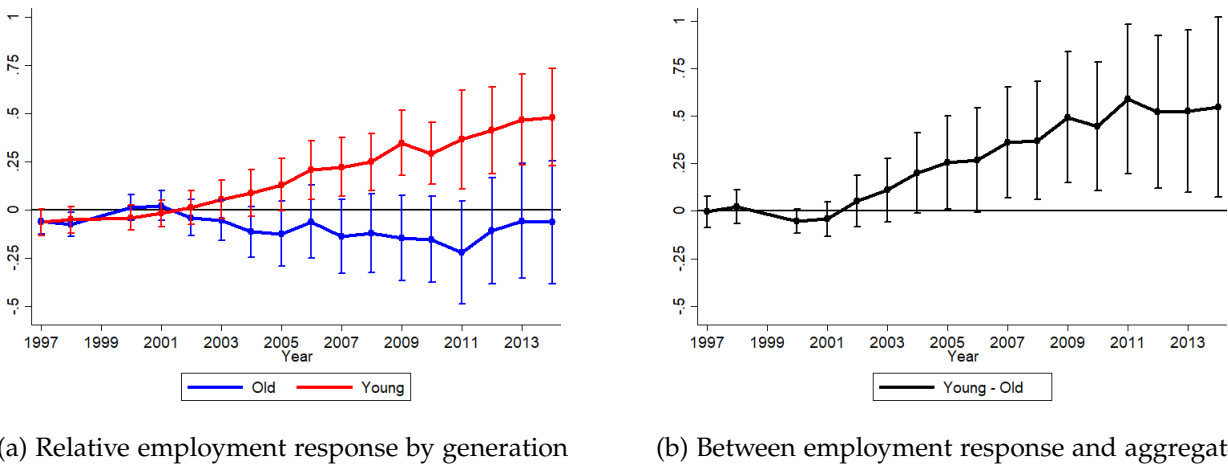 1
.75
.5
.25
0
-.25
-.5
1997 1999 2001 2003 2005 2007 2009 2011 2013
Year
Old Young
1
.75
.5
.25
0
-.25
-.5
1997 1999 2001 2003 2005 2007 2009 2011 2013
Year
Young - Old
(a) Relative employment response by generation
(b) Between employment response and aggregat